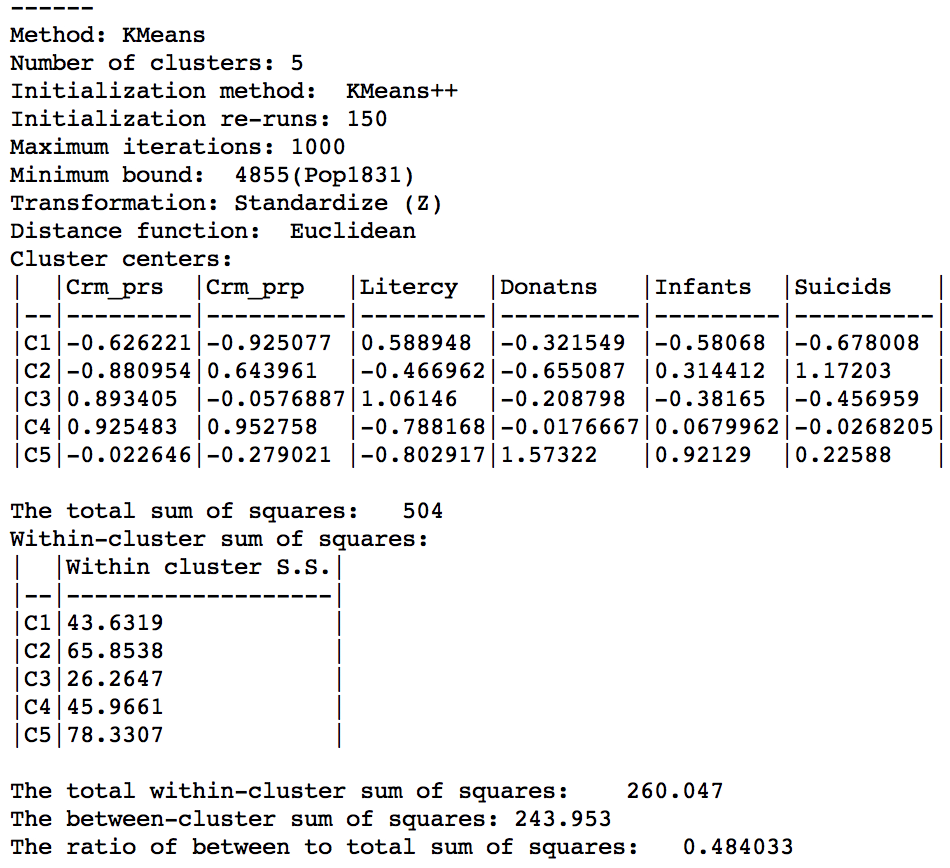 ------
Method: KMeans
Number of clusters: 5
Initialization method:  KMeans++
Initialization re-runs: 150
Maximum iterations: 1000
Minimum bound:  4855(Pop1831)
Transformation: Standardize (Z)
Distance function:  Euclidean
Cluster centers:
|  |Crm_prs  |Crm_prp   |Litercy  |Donatns   |Infants  |Suicids   |
|--|---------|----------|---------|----------|---------|----------|
|C1|-0.626221|-0.925077 |0.588948 |-0.321549 |-0.58068 |-0.678008 |
|C2|-0.880954|0.643961  |-0.466962|-0.655087 |0.314412 |1.17203   |
|C3|0.893405 |-0.0576887|1.06146  |-0.208798 |-0.38165 |-0.456959 |
|C4|0.925483 |0.952758  |-0.788168|-0.0176667|0.0679962|-0.0268205|
|C5|-0.022646|-0.279021 |-0.802917|1.57322   |0.92129  |0.22588   |
The total sum of squares:   504
Within-cluster sum of squares:
|  |Within cluster S.S.|
|--|-------------------|
|C1|43.6319            |
|C2|65.8538            |
|C3|26.2647            |
|C4|45.9661            |
|C5|78.3307            |
The total within-cluster sum of squares:    260.047
The between-cluster sum of squares: 243.953
The ratio of between to total sum of squares:   0.484033